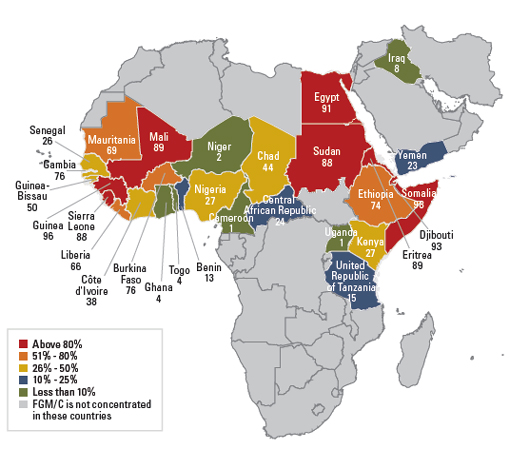 Iraq
8
Egypt
91
Mauritania
69
Mali
89
Niger
2
Chad
44
Sudan
88
Yemen
23
Senegal
26
Gambia
76
Guinea-
Bissau
50
Guinea
96
Sierra
Leone
88
Liberia
66
Côte
d'Ivoire
38
Burkina
Faso
76
Ghana
4
Togo
4
Benin
13
Nigeria
27
Cameroon
1
Central
African Republic
24
Ethiopia
74
Somalia
98
Djibouti
93
Eritrea
89
Uganda
1
Kenya
27
United
Republic
of Tanzania
15
Above 80%
51% - 80%
26% - 50%
10% - 25%
Less than 10%
FGM/C is not concentrated
in these countries